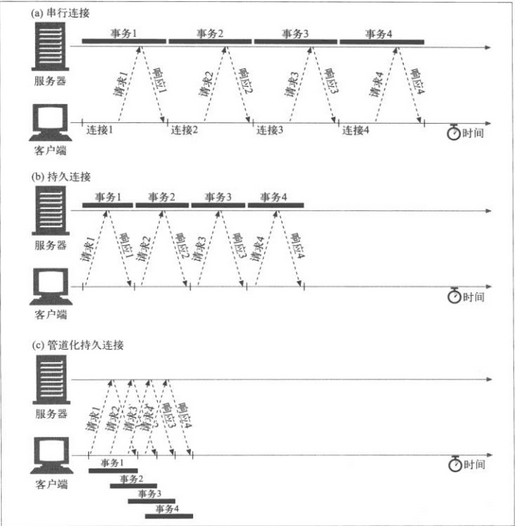 (a) 串行连接
事务1 事务2 事务3 事务4
服务器
请求1 响应1 请求2 响应2 请求3 响应3 请求4 响应4
连接1 连接2 连接3 连接4 时间
客户端
(b) 持久连接
事务1 事务2 事务3 事务4
服务器
请求1 响应1 请求2 响应2 请求3 响应3 请求4 响应4
时间
客户端
(c) 管道化持久连接
服务器
请求1 请求2 请求3 请求4 响应3 响应4
时间
客户端
事务1
事务2
事务3
事务4